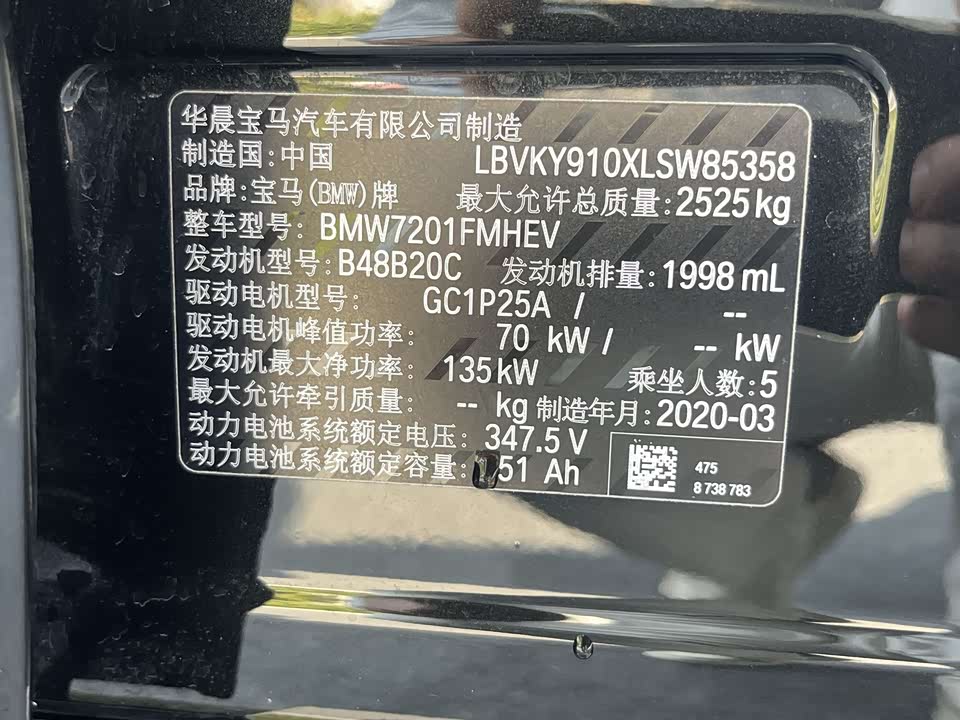 华晨宝马汽车有限公司制造
制造国:中国 LBVKY910XLSW85358
品牌:宝马(BMW)牌 最大允许总质量:2525kg
整车型号: BMW7201FMHEV
发动机型号:B48B20C 发动机排量:1998 mL
驱动电机型号: GC1P25A / --
驱动电机峰值功率: 70 kW / -- kW
发动机最大净功率: 135kW 乘坐人数:5
最大允许牵引质量: -- kg 制造年月:2020-03
动力电池系统额定电压: 347.5 V
动力电池系统额定容量: 51 Ah
475
8 738 783